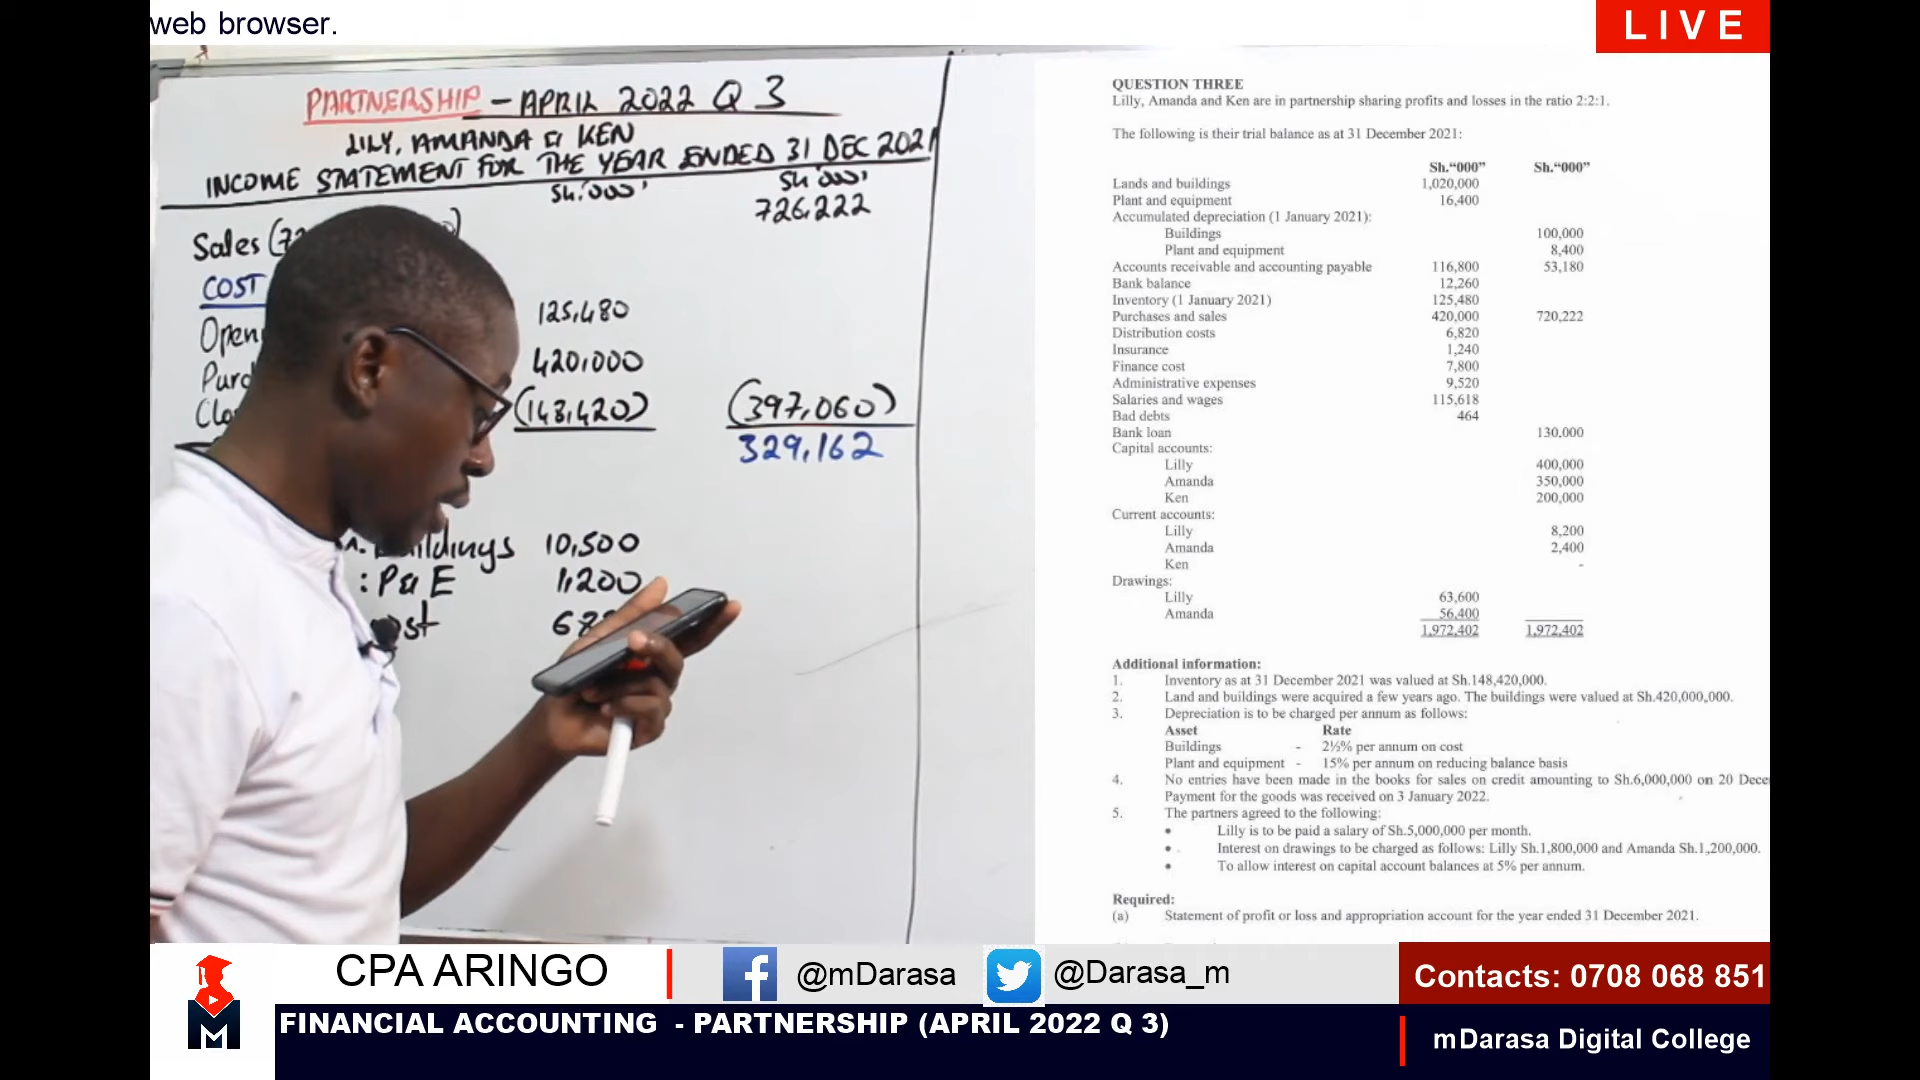 web browser.
LIVE
PARTNERSHIP - APRIL 2022 Q 3
LILY, AMANDA & KEN
INCOME STATEMENT FOR THE YEAR ENDED 31 DEC 2021
Sh.'000' Sh.'000'
Sales (72 726,222
COST
Open 125,480
Purc 420,000
Clo (148,420) (397,060)
329,162
n. Buildings 10,500
: P & E 1,200
ost 68
QUESTION THREE
Lilly, Amanda and Ken are in partnership sharing profits and losses in the ratio 2:2:1.
The following is their trial balance as at 31 December 2021:
Sh.“000” Sh.“000”
Lands and buildings 1,020,000
Plant and equipment 16,400
Accumulated depreciation (1 January 2021):
Buildings 100,000
Plant and equipment 8,400
Accounts receivable and accounting payable 116,800 53,180
Bank balance 12,260
Inventory (1 January 2021) 125,480
Purchases and sales 420,000 720,222
Distribution costs 6,820
Insurance 1,240
Finance cost 7,800
Administrative expenses 9,520
Salaries and wages 115,618
Bad debts 464
Bank loan 130,000
Capital accounts:
Lilly 400,000
Amanda 350,000
Ken 200,000
Current accounts:
Lilly 8,200
Amanda 2,400
Ken -
Drawings:
Lilly 63,600
Amanda 56,400
1,972,402 1,972,402
Additional information:
1. Inventory as at 31 December 2021 was valued at Sh.148,420,000.
2. Land and buildings were acquired a few years ago. The buildings were valued at Sh.420,000,000.
3. Depreciation is to be charged per annum as follows:
Asset Rate
Buildings - 2½% per annum on cost
Plant and equipment - 15% per annum on reducing balance basis
4. No entries have been made in the books for sales on credit amounting to Sh.6,000,000 on 20 Dece
Payment for the goods was received on 3 January 2022.
5. The partners agreed to the following:
• Lilly is to be paid a salary of Sh.5,000,000 per month.
• Interest on drawings to be charged as follows: Lilly Sh.1,800,000 and Amanda Sh.1,200,000.
• To allow interest on capital account balances at 5% per annum.
Required:
(a) Statement of profit or loss and appropriation account for the year ended 31 December 2021.
M
CPA ARINGO
f @mDarasa
@Darasa_m
Contacts: 0708 068 851
FINANCIAL ACCOUNTING - PARTNERSHIP (APRIL 2022 Q 3)
mDarasa Digital College